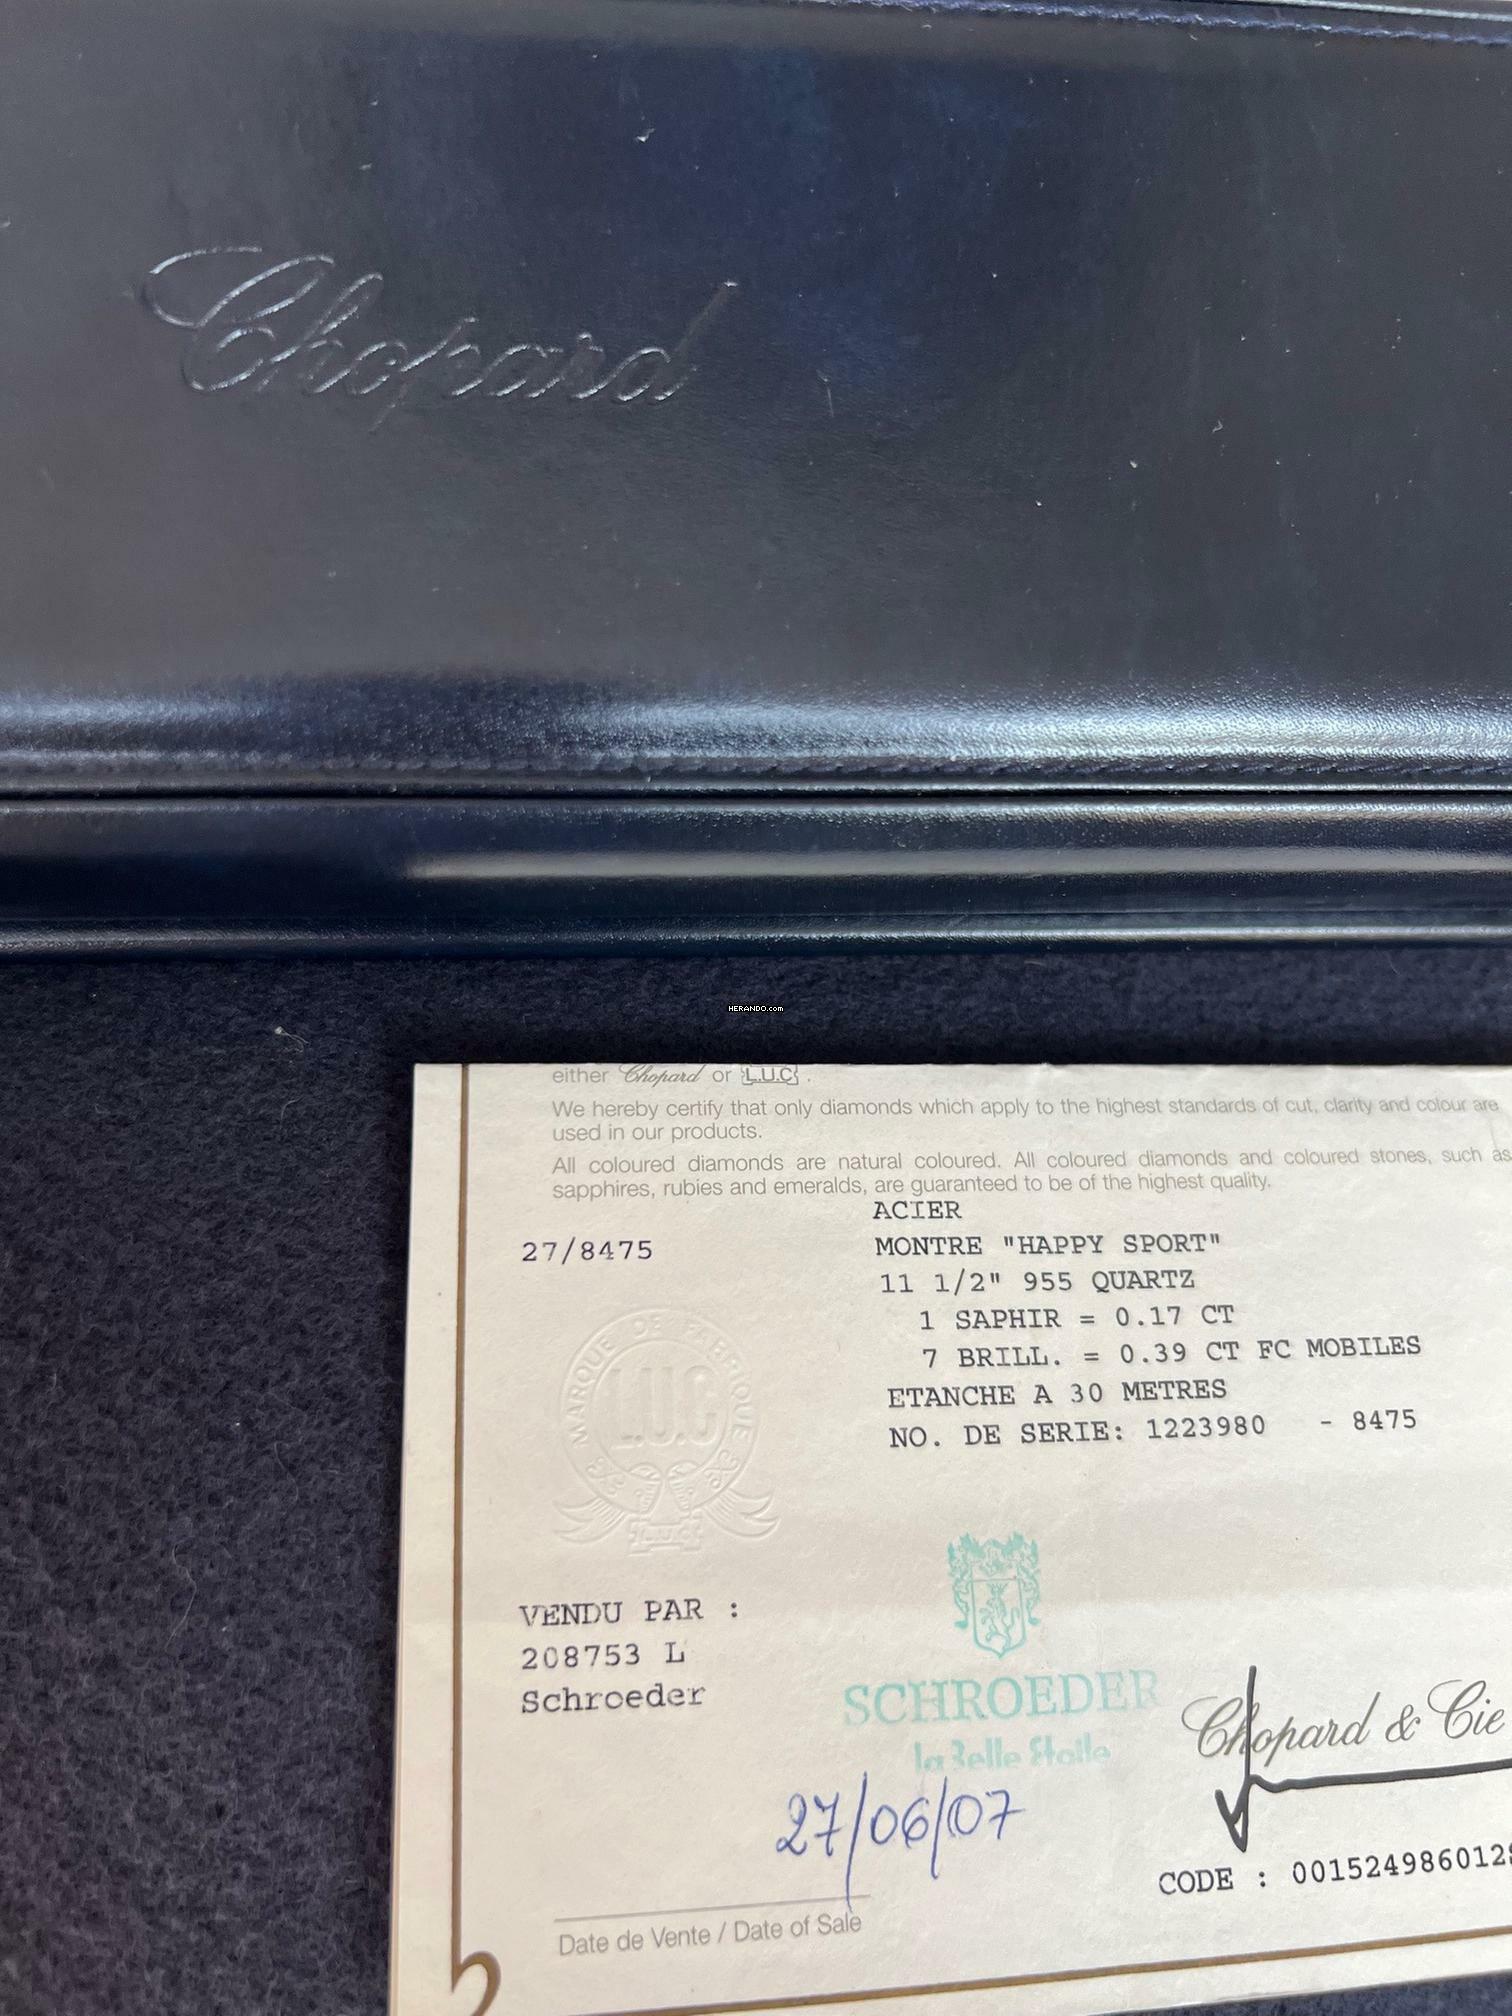 Chopard
HERANDO.com
either Chopard or L.U.C .
We hereby certify that only diamonds which apply to the highest standards of cut, clarity and colour are
used in our products.
All coloured diamonds are natural coloured. All coloured diamonds and coloured stones, such as
sapphires, rubies and emeralds, are guaranteed to be of the highest quality.
ACIER
27/8475 MONTRE "HAPPY SPORT"
11 1/2" 955 QUARTZ
1 SAPHIR = 0.17 CT
7 BRILL. = 0.39 CT FC MOBILES
ETANCHE A 30 METRES
NO. DE SERIE: 1223980 - 8475
MARQUE DE FABRIQUE
L.U.C
L.U.C
VENDU PAR :
208753 L
Schroeder
SCHROEDER
la Belle Etoile
Chopard & Cie
27/06/07
CODE : 0015249860128
Date de Vente / Date of Sale